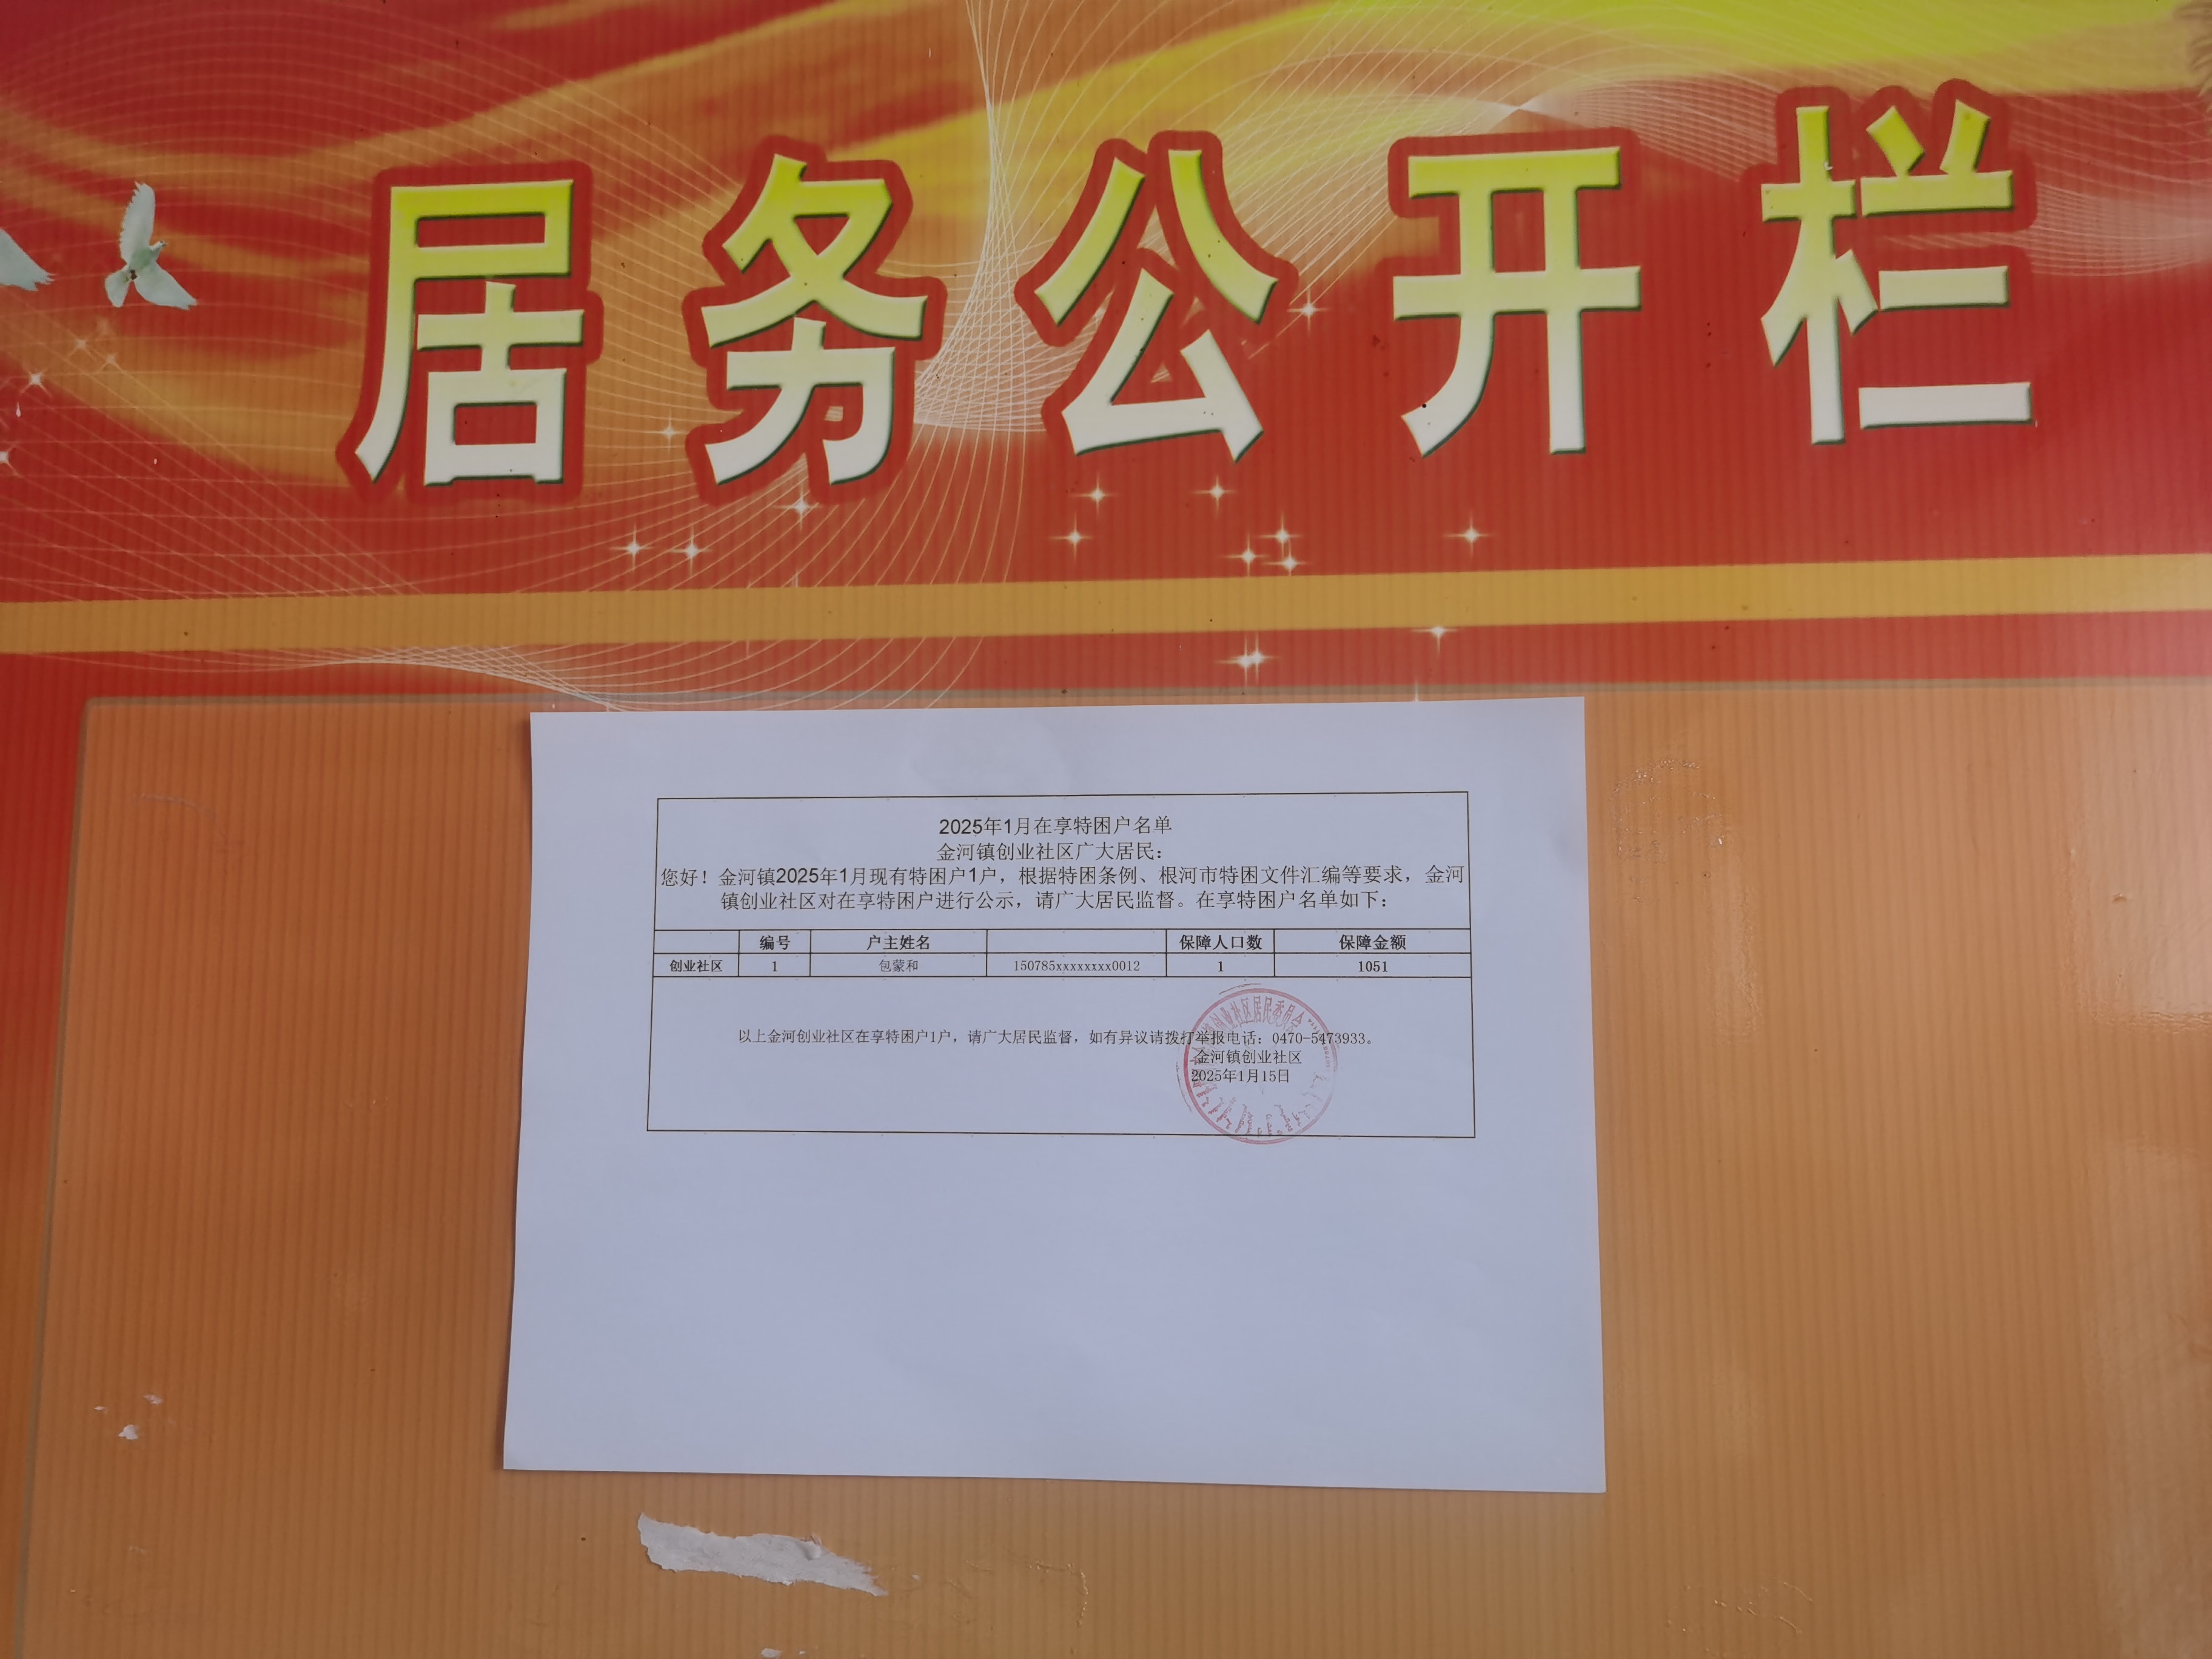 居务公开栏
2025年1月在享特困户名单
金河镇创业社区广大居民：
您好！金河镇2025年1月现有特困户1户，根据特困条例、根河市特困文件汇编等要求，金河
镇创业社区对在享特困户进行公示，请广大居民监督。在享特困户名单如下：
编号 户主姓名 保障人口数 保障金额
创业社区 1 包蒙和 150785xxxxxxxx0012 1 1051
以上金河创业社区在享特困户1户，请广大居民监督，如有异议请拨打举报电话：0470-5473933。
金河镇创业社区
2025年1月15日
创业社区居民委员会